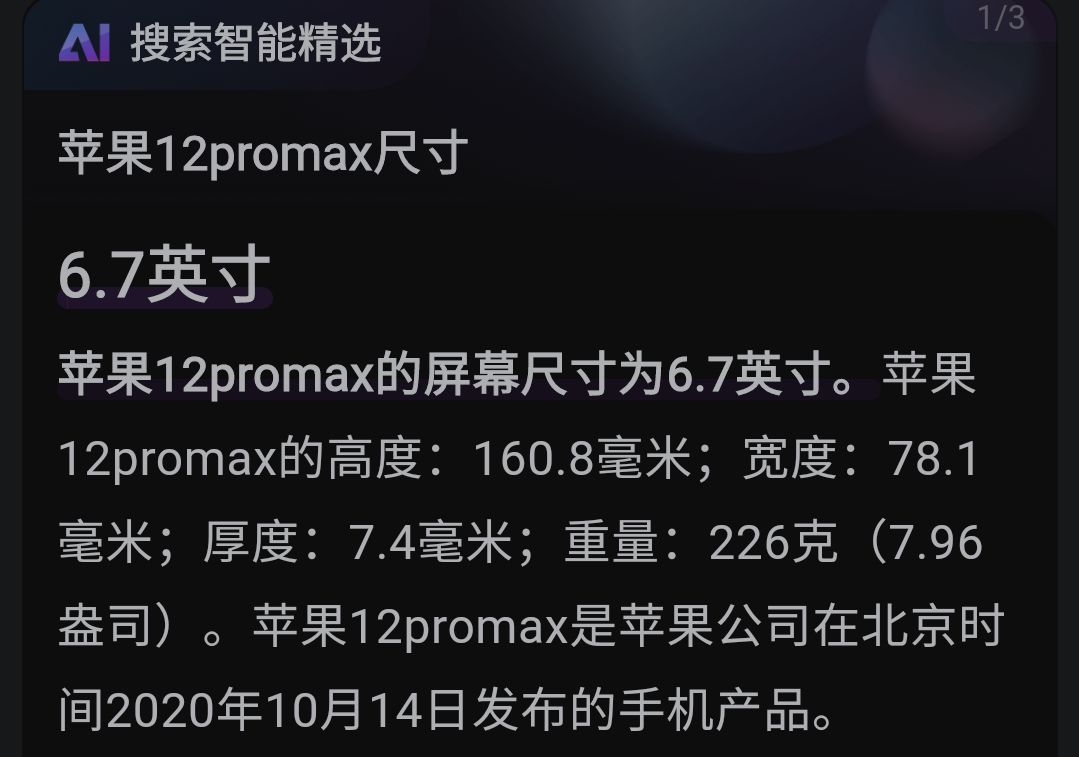 1/3
AI 搜索智能精选
苹果12promax尺寸
6.7英寸
苹果12promax的屏幕尺寸为6.7英寸。苹果
12promax的高度：160.8毫米；宽度：78.1
毫米；厚度：7.4毫米；重量：226克（7.96
盎司）。苹果12promax是苹果公司在北京时
间2020年10月14日发布的手机产品。